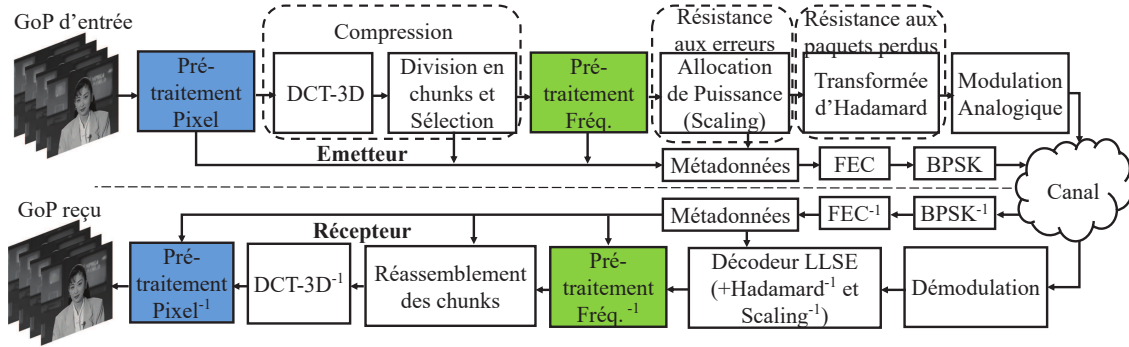 GoP d'entrée
Pré-
traitement
Pixel
Compression
DCT-3D
Division en
chunks et
Sélection
Pré-
traitement
Fréq.
Résistance
aux erreurs
Allocation
de Puissance
(Scaling)
Résistance aux
paquets perdus
Transformée
d'Hadamard
Modulation
Analogique
Emetteur
Métadonnées
FEC
BPSK
Canal
GoP reçu
Récepteur
Métadonnées
FEC-1
BPSK-1
Pré-
traitement
Pixel-1
DCT-3D-1
Réassemblement
des chunks
Pré-
traitement
Fréq. -1
Décodeur LLSE
(+Hadamard-1 et
Scaling-1)
Démodulation